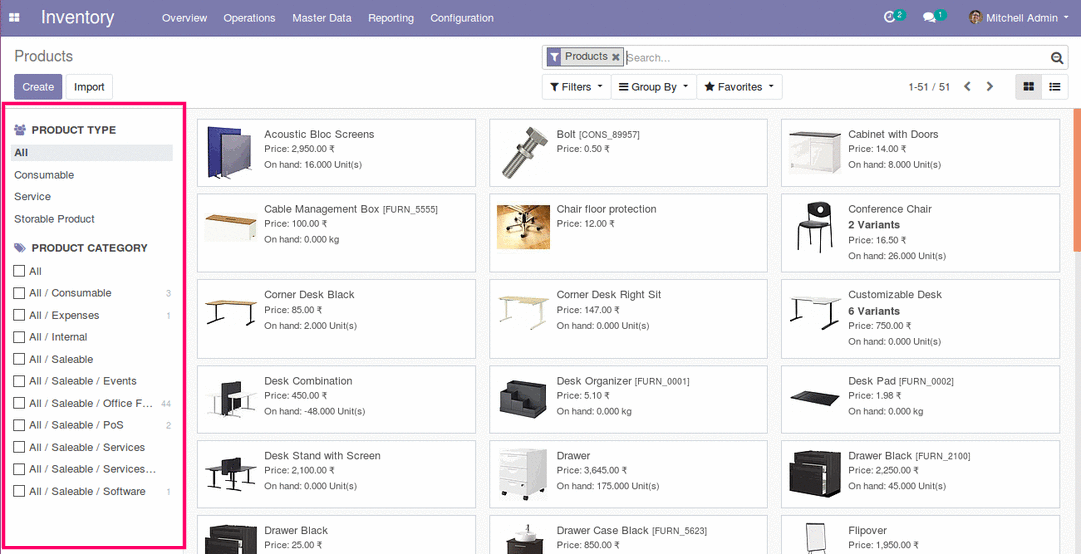 Inventory Overview Operations Master Data Reporting Configuration 2 1 Mitchell Admin
Products
Products Search...
Create Import
Filters Group By Favorites 1-51 / 51
PRODUCT TYPE
All
Consumable
Service
Storable Product
PRODUCT CATEGORY
All
All / Consumable 3
All / Expenses 1
All / Internal
All / Saleable
All / Saleable / Events
All / Saleable / Office F... 44
All / Saleable / PoS 2
All / Saleable / Services
All / Saleable / Services...
All / Saleable / Software 1
Acoustic Bloc Screens
Price: 2,950.00 ₹
On hand: 16.000 Unit(s)
Bolt [CONS_89957]
Price: 0.50 ₹
Cabinet with Doors
Price: 14.00 ₹
On hand: 8.000 Unit(s)
Cable Management Box [FURN_5555]
Price: 100.00 ₹
On hand: 0.000 kg
Chair floor protection
Price: 12.00 ₹
Conference Chair
2 Variants
Price: 16.50 ₹
On hand: 26.000 Unit(s)
Corner Desk Black
Price: 85.00 ₹
On hand: 2.000 Unit(s)
Corner Desk Right Sit
Price: 147.00 ₹
On hand: 0.000 Unit(s)
Customizable Desk
6 Variants
Price: 750.00 ₹
On hand: 0.000 Unit(s)
Desk Combination
Price: 450.00 ₹
On hand: -48.000 Unit(s)
Desk Organizer [FURN_0001]
Price: 5.10 ₹
On hand: 0.000 kg
Desk Pad [FURN_0002]
Price: 1.98 ₹
On hand: 0.000 kg
Desk Stand with Screen
Price: 2,100.00 ₹
On hand: 0.000 Unit(s)
Drawer
Price: 3,645.00 ₹
On hand: 175.000 Unit(s)
Drawer Black [FURN_2100]
Price: 2,250.00 ₹
On hand: 45.000 Unit(s)
Drawer Black
Price: 25.00 ₹
Drawer Case Black [FURN_5623]
Price: 850.00 ₹
Flipover
Price: 1,950.00 ₹